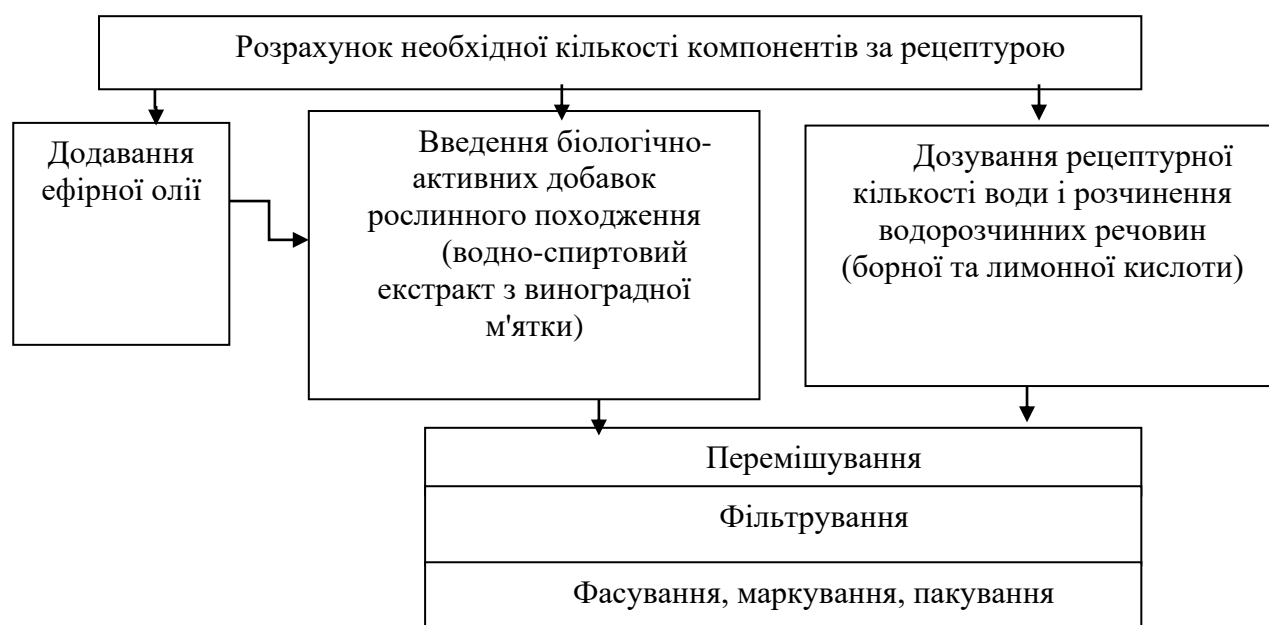 Розрахунок необхідної кількості компонентів за рецептурою
Додавання
ефірної олії
Введення біологічно-
активних добавок
рослинного походження
(водно-спиртовий
екстракт з виноградної
м'ятки)
Дозування рецептурної
кількості води і розчинення
водорозчинних речовин
(борної та лимонної кислоти)
Перемішування
Фільтрування
Фасування, маркування, пакування